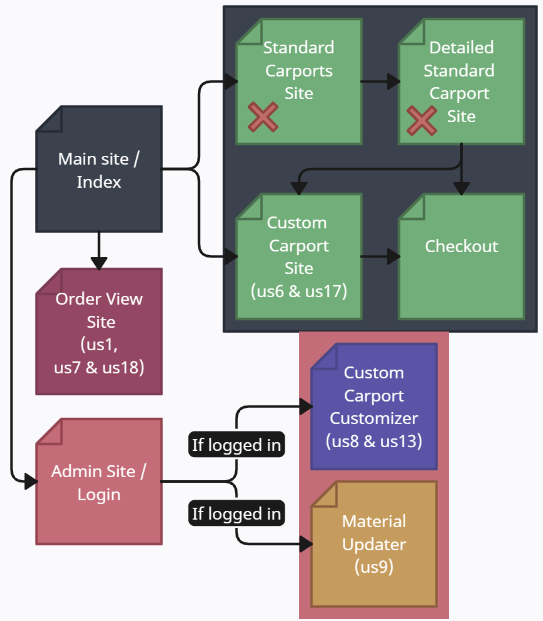 Standard
Carports
Site
Detailed
Standard
Carport
Site
Main site /
Index
Custom
Carport
Site
(us6 & us17)
Checkout
Order View
Site
(us1,
us7 & us18)
Custom
Carport
Customizer
(us8 & us13)
If logged in
Admin Site /
Login
If logged in
Material
Updater
(us9)